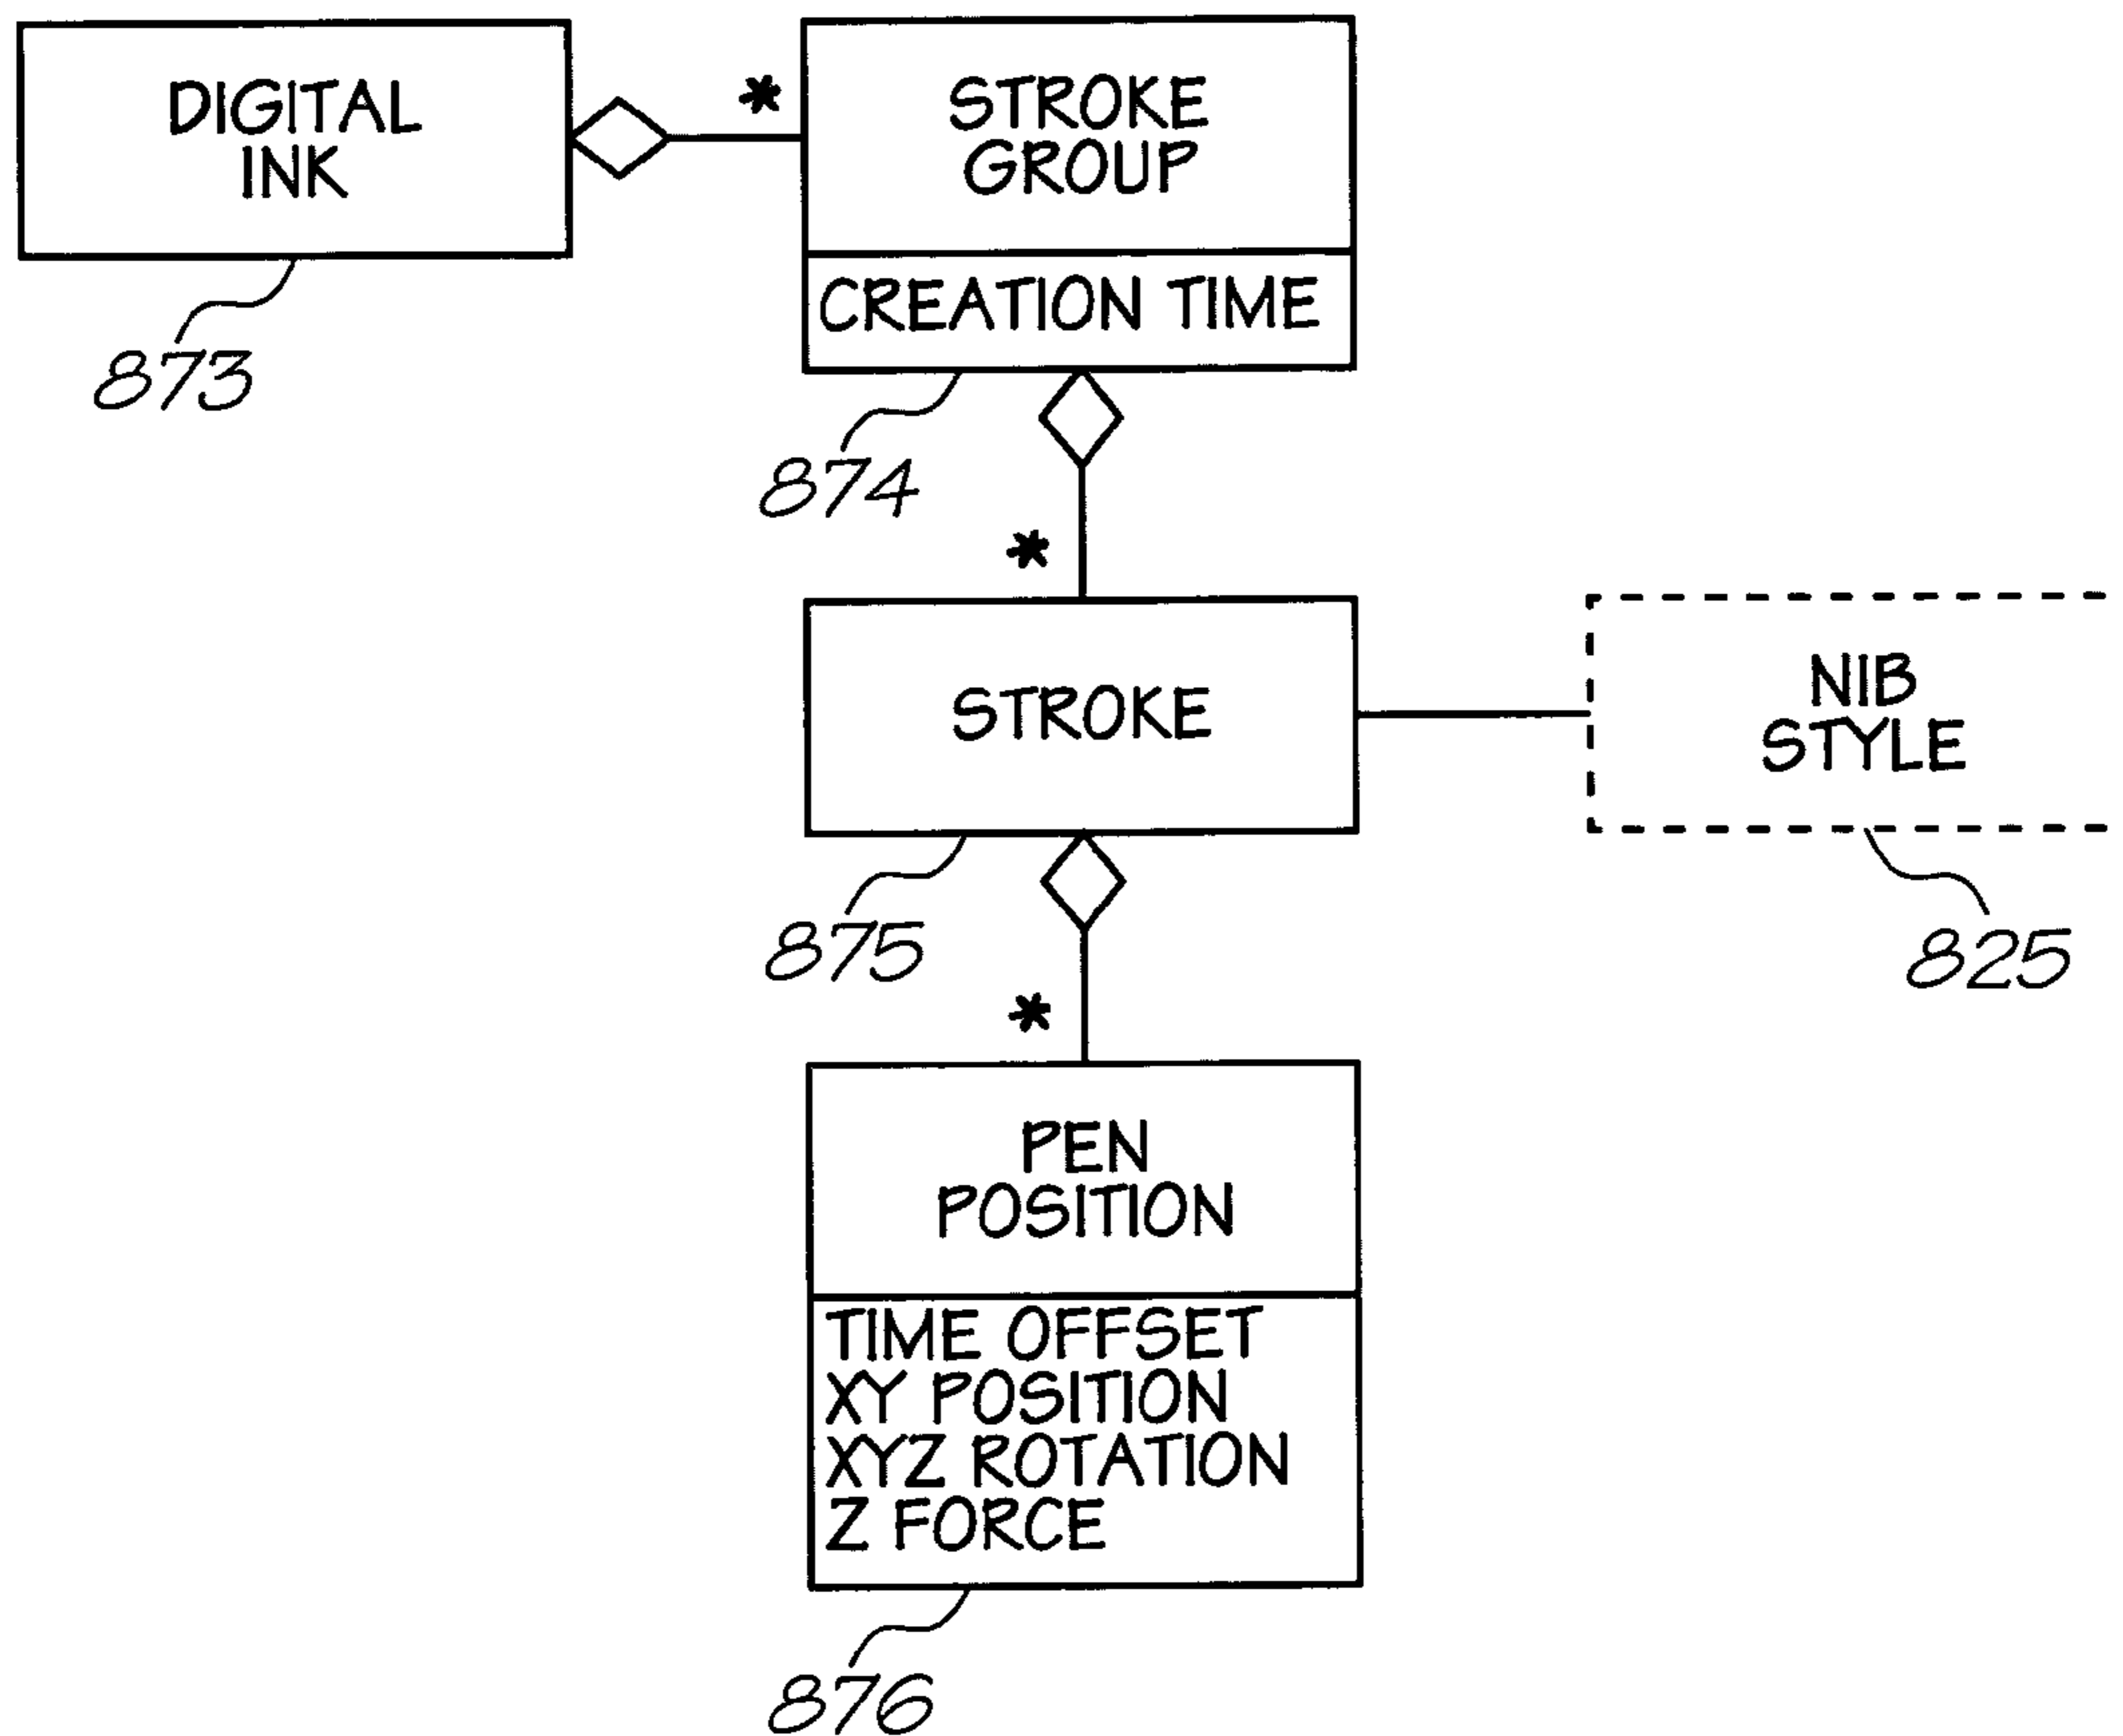 DIGITAL
INK
873
*
STROKE
GROUP
CREATION TIME
874
*
STROKE
875
NIB
STYLE
825
*
PEN
POSITION
TIME OFFSET
XY POSITION
XYZ ROTATION
Z FORCE
876